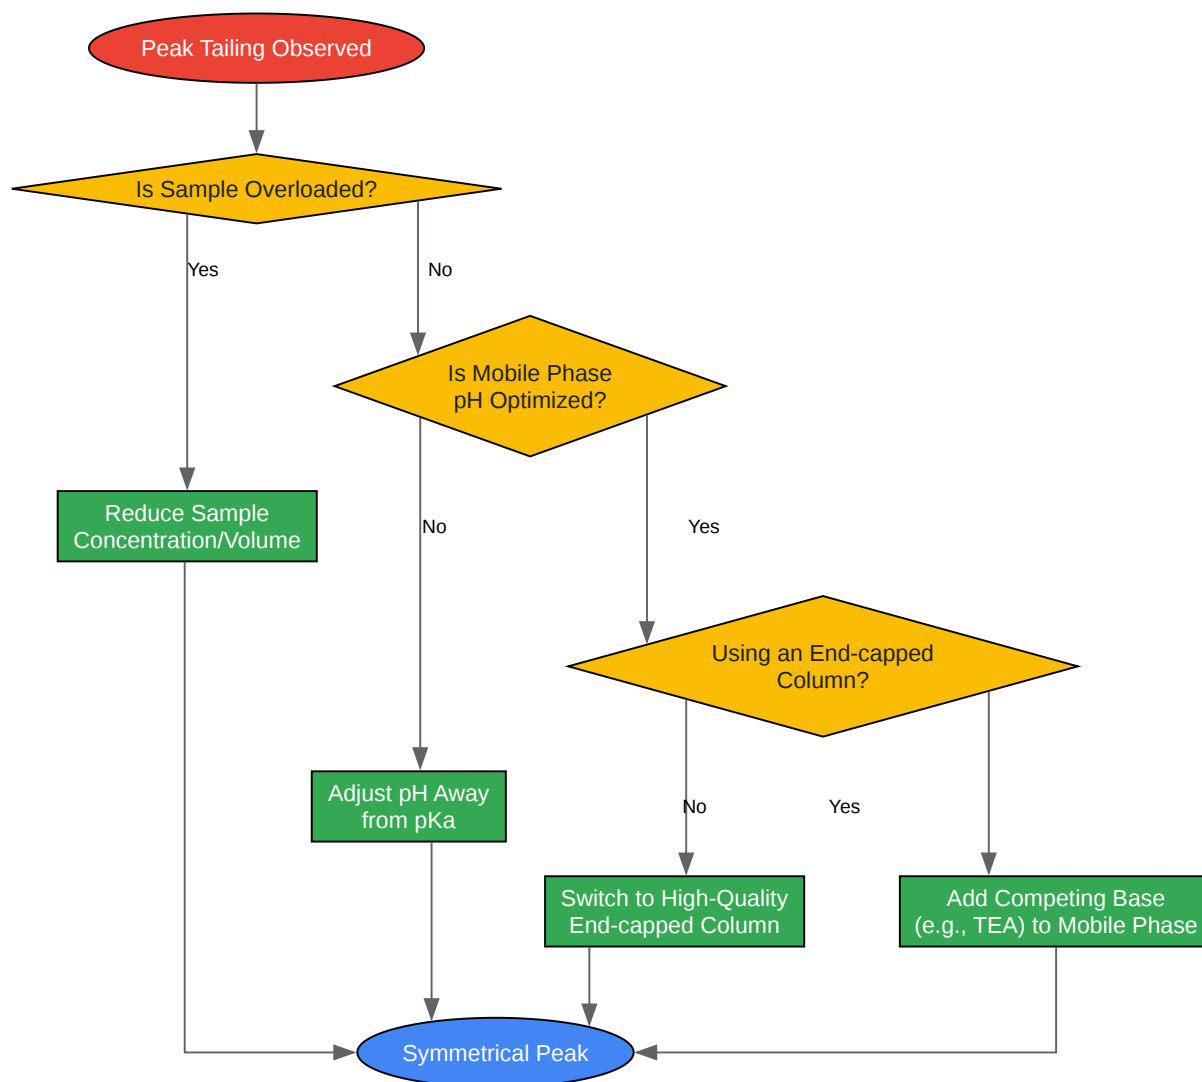 Peak Tailing Observed
Is Sample Overloaded?
Yes
No
Is Mobile Phase
pH Optimized?
Reduce Sample
Concentration/Volume
No
Yes
Using an End-capped
Column?
Adjust pH Away
from pKa
No
Yes
Switch to High-Quality
End-capped Column
Add Competing Base
(e.g., TEA) to Mobile Phase
Symmetrical Peak